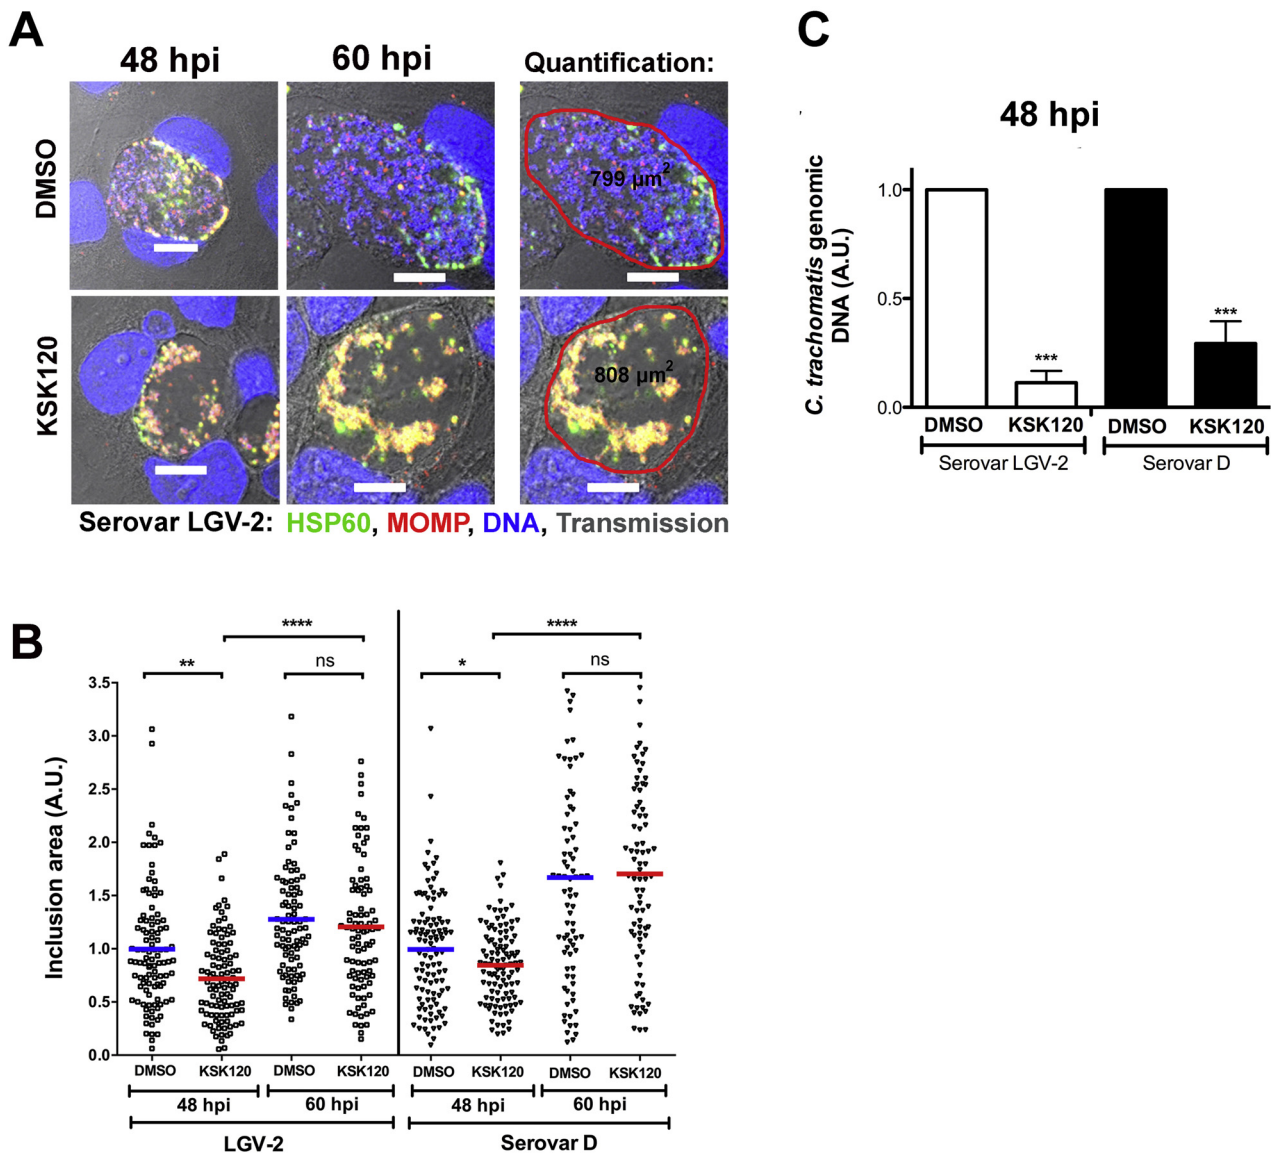 A
48 hpi
60 hpi
Quantification:
DMSO
799 µm2
KSK120
808 µm2
Serovar LGV-2: HSP60, MOMP, DNA, Transmission
C
48 hpi
C. trachomatis genomic
DNA (A.U.)
1.0
0.5
0.0
***
***
DMSO KSK120 DMSO KSK120
Serovar LGV-2 Serovar D
B
**** ****
** ns * ns
Inclusion area (A.U.)
3.5
3.0
2.5
2.0
1.5
1.0
0.5
0.0
DMSO KSK120 DMSO KSK120 DMSO KSK120 DMSO KSK120
48 hpi 60 hpi 48 hpi 60 hpi
LGV-2 Serovar D